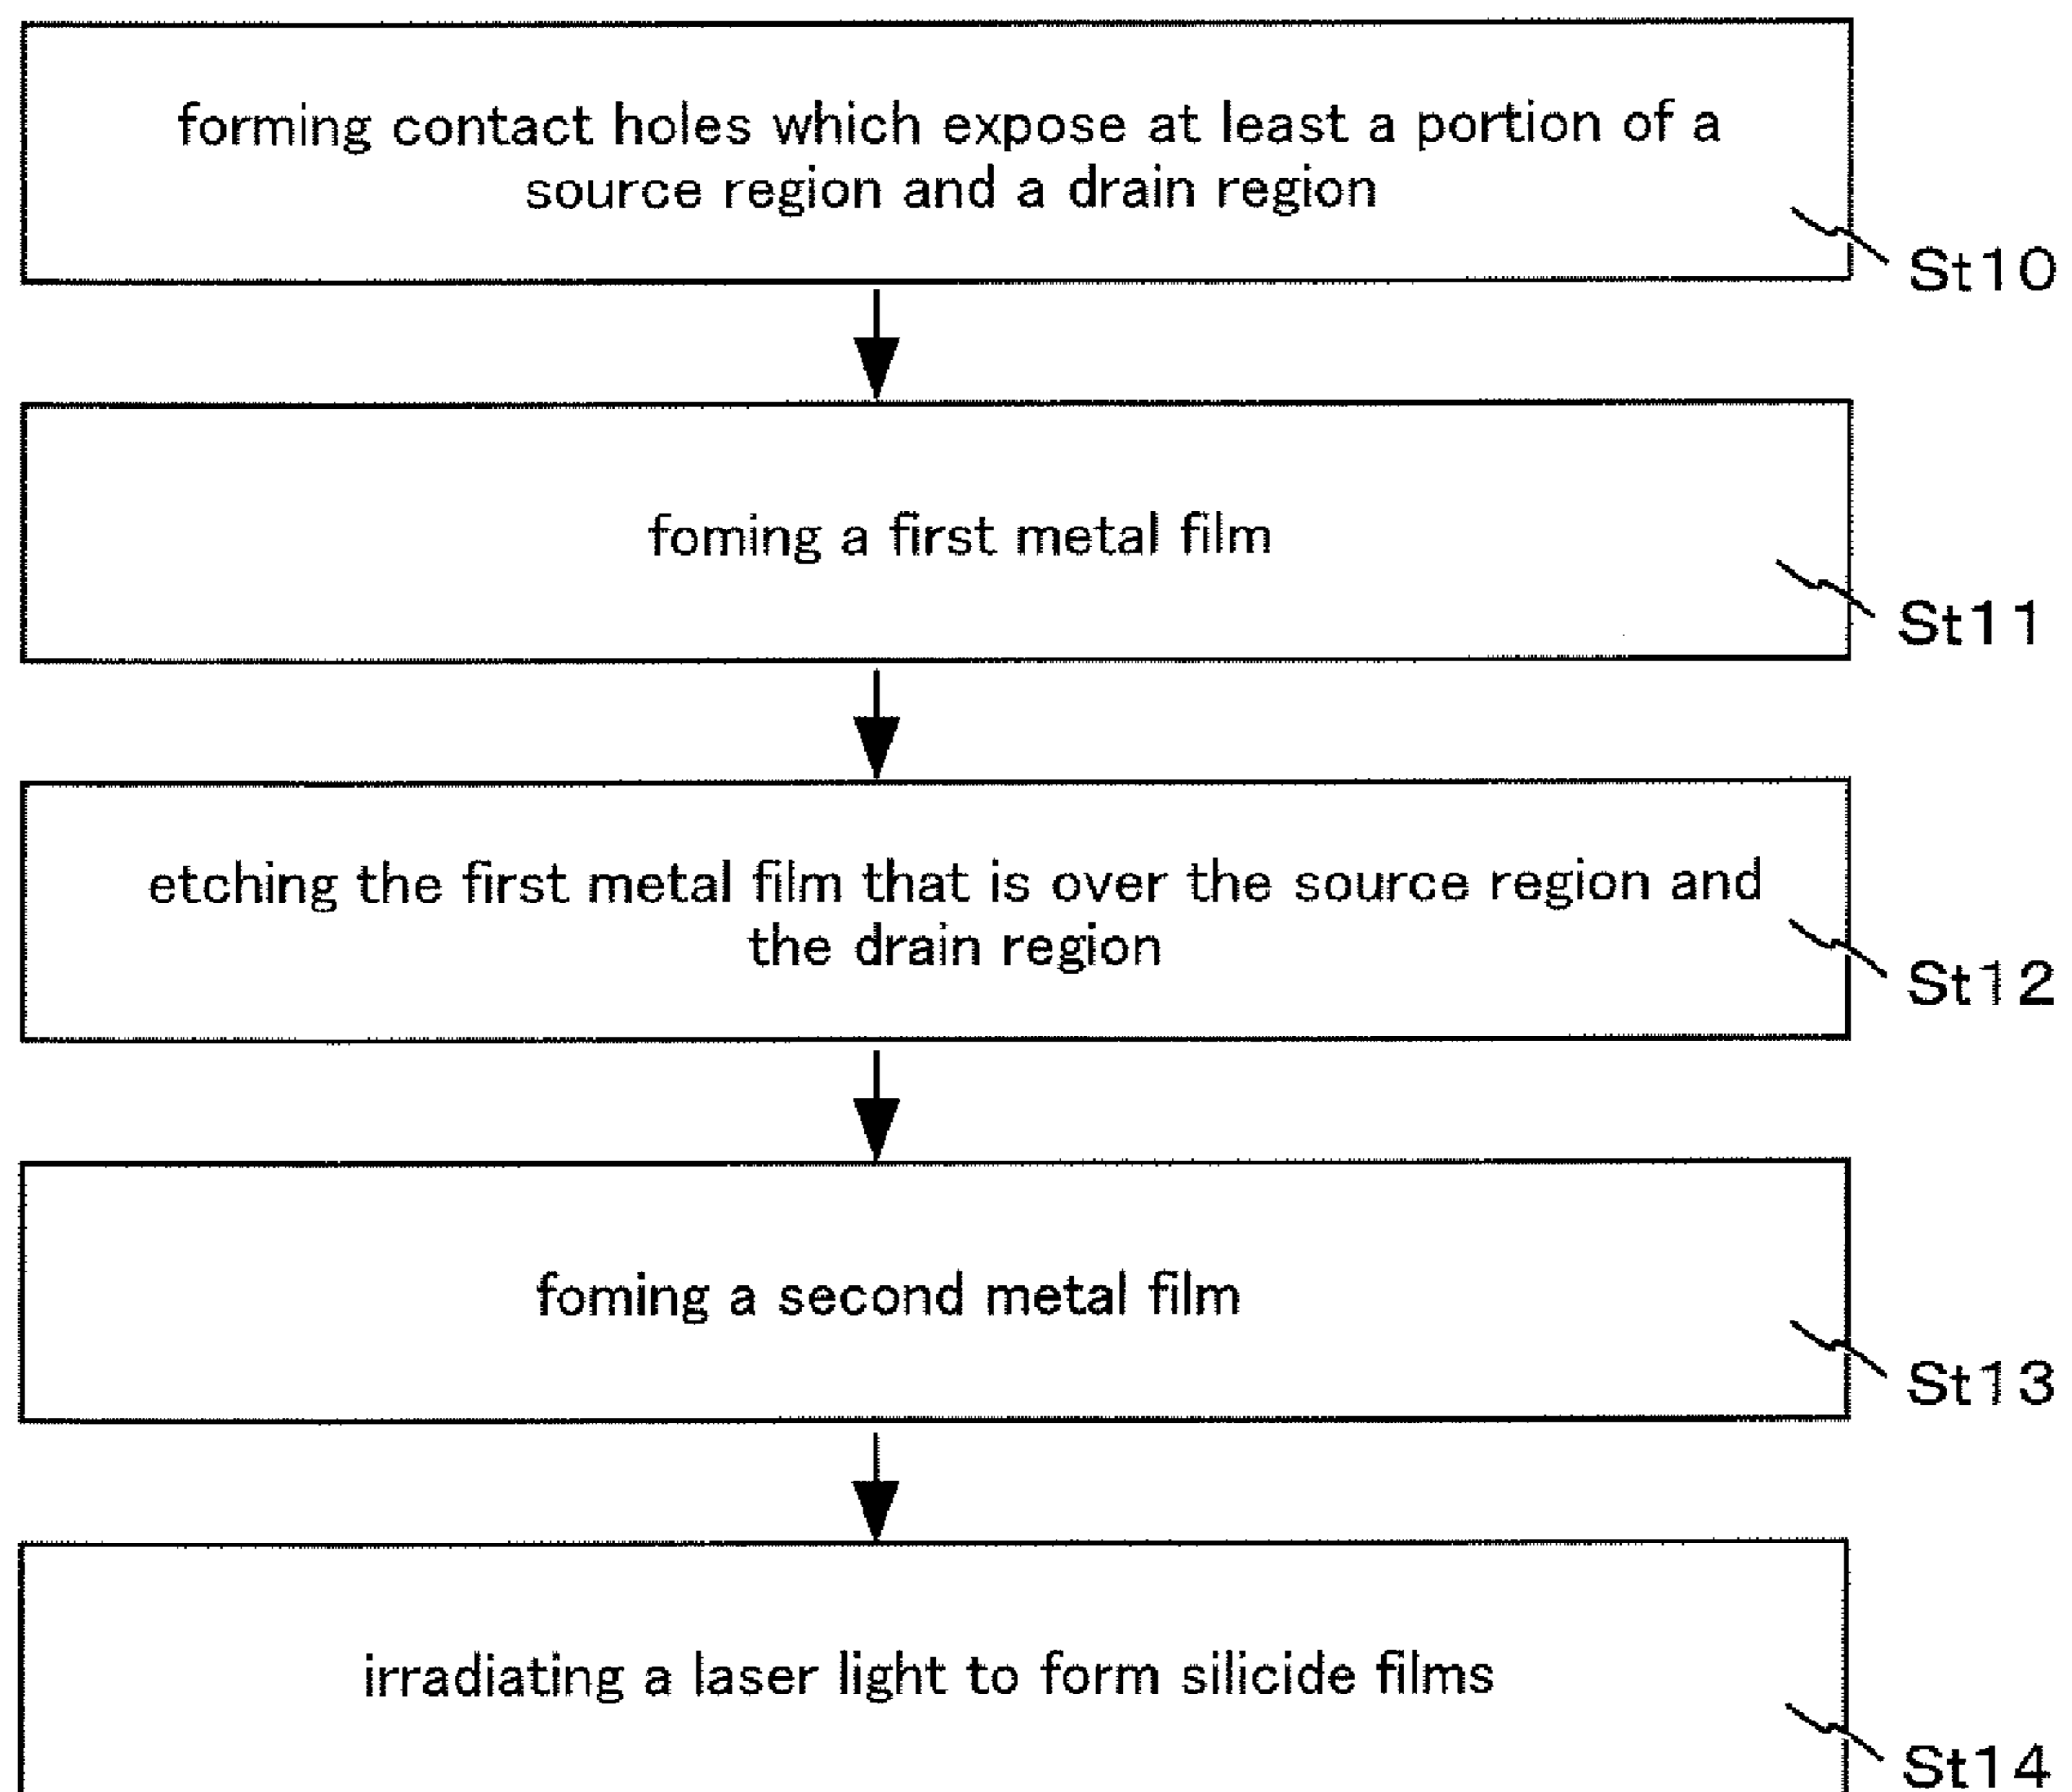 forming contact holes which expose at least a portion of a
source region and a drain region
St10
foming a first metal film
St11
etching the first metal film that is over the source region and
the drain region
St12
foming a second metal film
St13
irradiating a laser light to form silicide films
St14